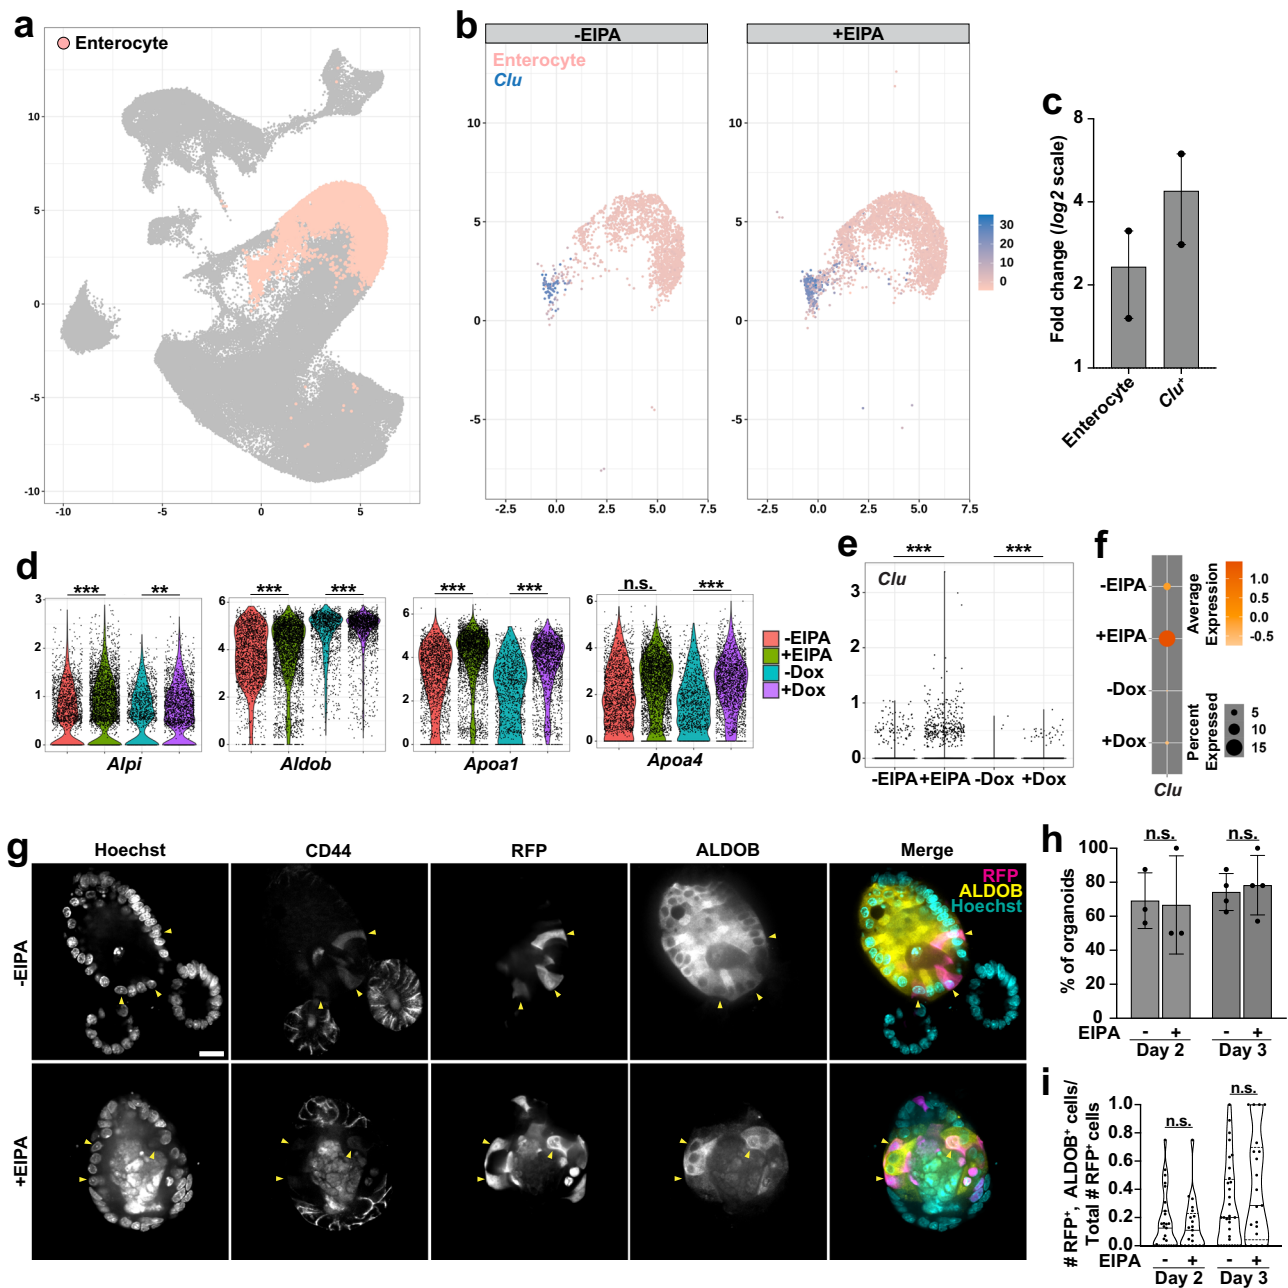 a
Enterocyte
10
5
0
-5
-10
-10
-5
0
5
b
-EIPA
+EIPA
Enterocyte
Clu
10
5
0
-5
-2.5
0.0
2.5
5.0
7.5
10
5
0
-5
-2.5
0.0
2.5
5.0
7.5
30
20
10
0
c
Fold change (log2 scale)
8
4
2
1
Enterocyte
Clu+
d
***
**
3
2
1
0
Alpi
***
***
6
4
2
0
Aldob
***
***
4
2
0
Apoa1
n.s.
***
6
4
2
0
Apoa4
-EIPA
+EIPA
-Dox
+Dox
e
***
***
Clu
3
2
1
0
-EIPA
+EIPA
-Dox
+Dox
f
-EIPA
+EIPA
-Dox
+Dox
Clu
Average
Expression
1.0
0.5
0.0
-0.5
Percent
Expressed
5
10
15
g
Hoechst
CD44
RFP
ALDOB
Merge
-EIPA
RFP
ALDOB
Hoechst
+EIPA
h
n.s.
n.s.
% of organoids
100
80
60
40
20
0
EIPA
-
+
-
+
Day 2
Day 3
i
n.s.
n.s.
# RFP+, ALDOB+ cells/
Total # RFP+ cells
1.0
0.8
0.6
0.4
0.2
0.0
EIPA
-
+
-
+
Day 2
Day 3